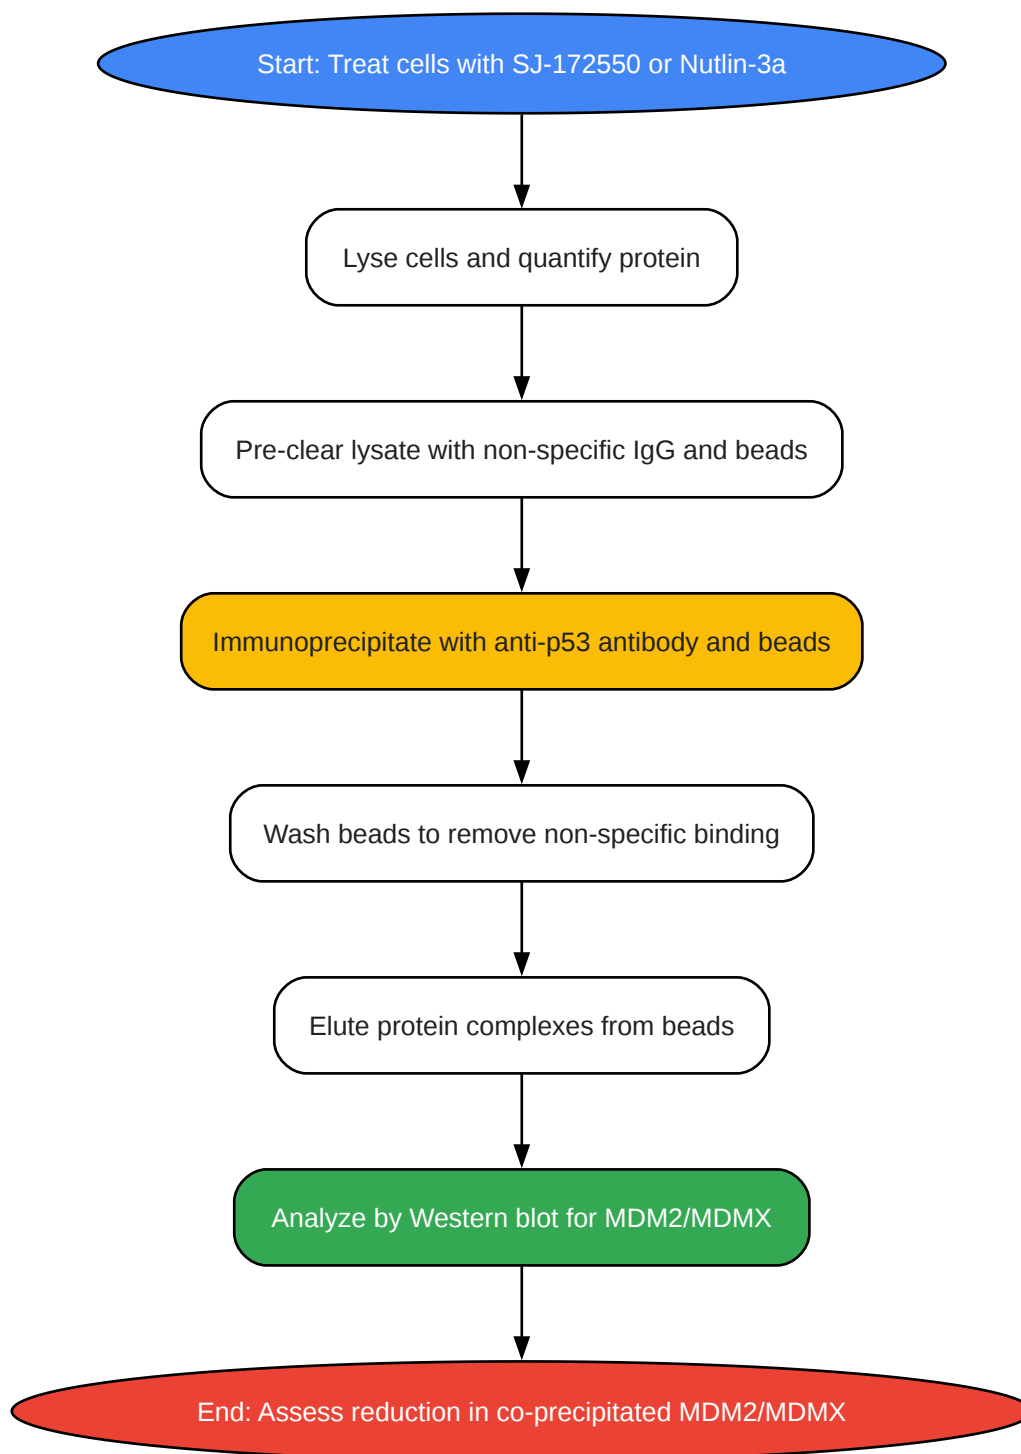 Start: Treat cells with SJ-172550 or Nutlin-3a
Lyse cells and quantify protein
Pre-clear lysate with non-specific IgG and beads
Immunoprecipitate with anti-p53 antibody and beads
Wash beads to remove non-specific binding
Elute protein complexes from beads
Analyze by Western blot for MDM2/MDMX
End: Assess reduction in co-precipitated MDM2/MDMX